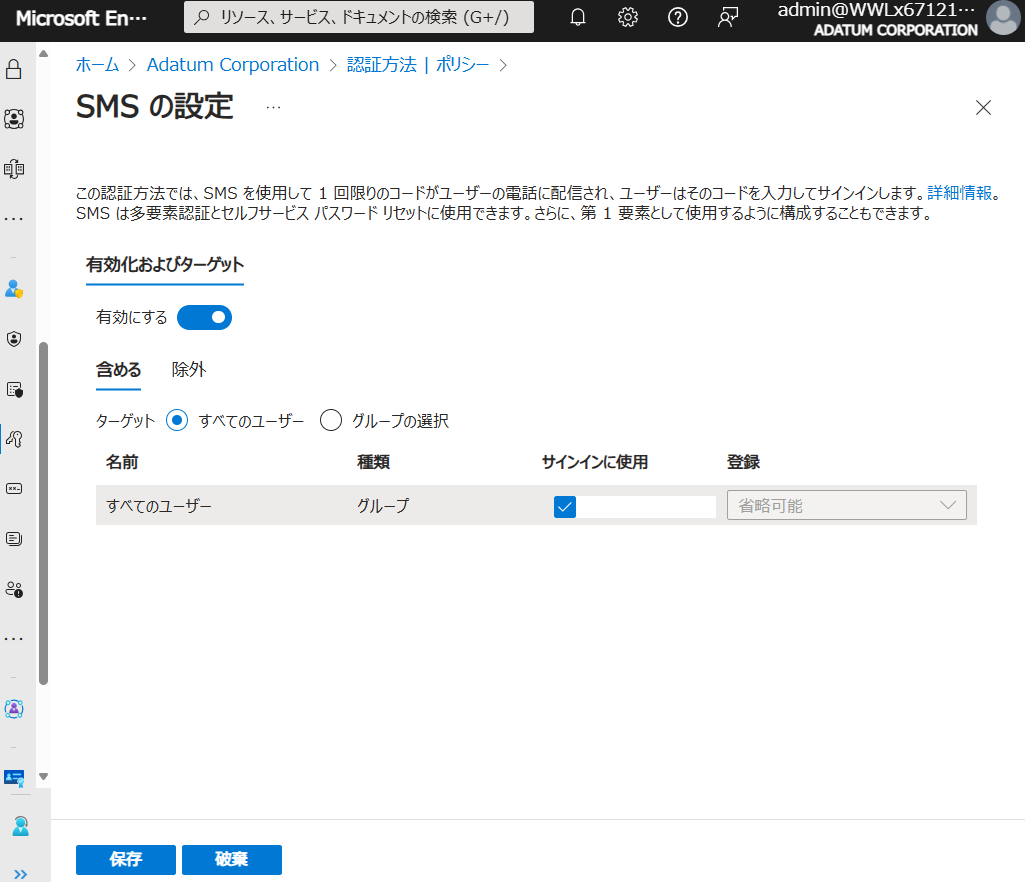 Microsoft En···
リソース、サービス、ドキュメントの検索 (G+/)
admin@WWLx67121···
ADATUM CORPORATION
ホーム > Adatum Corporation > 認証方法 | ポリシー >
SMS の設定 ···
この認証方法では、SMS を使用して 1 回限りのコードがユーザーの電話に配信され、ユーザーはそのコードを入力してサインインします。詳細情報。
SMS は多要素認証とセルフサービス パスワード リセットに使用できます。さらに、第 1 要素として使用するように構成することもできます。
有効化およびターゲット
有効にする
含める 除外
ターゲット すべてのユーザー グループの選択
名前 種類 サインインに使用 登録
すべてのユーザー グループ 省略可能
保存 破棄